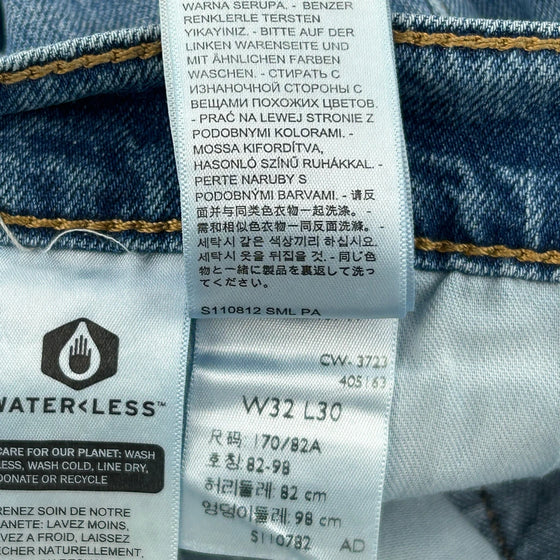 WARNA SERUPA. - BENZER
RENKLERLE TERSTEN
YIKAYINIZ. - BITTE AUF DER
LINKEN WARENSEITE UND
MIT ÄHNLICHEN FARBEN
WASCHEN. - СТИРАТЬ С
ИЗНАНОЧНОЙ СТОРОНЫ С
ВЕЩАМИ ПОХОЖИХ ЦВЕТОВ.
- PRAĆ NA LEWEJ STRONIE Z
PODOBNYMI KOLORAMI. -
MOSSA KIFORDÍTVA,
HASONLÓ SZÍNŰ RUHÁKKAL. -
PERTE NARUBY S
PODOBNÝMI BARVAMI. - 请反
面并与同类色衣物一起洗涤。-
需和相似色衣物一同反面洗涤。-
세탁시 같은 색상끼리 하십시요.
세탁시 옷을 뒤집을 것. - 同じ色
物と一緒に製品を裏返して洗っ
てください。
S110812 SML PA
WATER<LESS™
CARE FOR OUR PLANET: WASH
LESS, WASH COLD, LINE DRY,
DONATE OR RECYCLE
PRENEZ SOIN DE NOTRE
PLANÈTE: LAVEZ MOINS,
LAVEZ À FROID, LAISSEZ
SÉCHER NATURELLEMENT,
CW- 3723
405163
W32 L30
尺码 170/82A
호칭 82-98
허리둘레: 82 cm
엉덩이둘레: 98 cm
S110782 AD